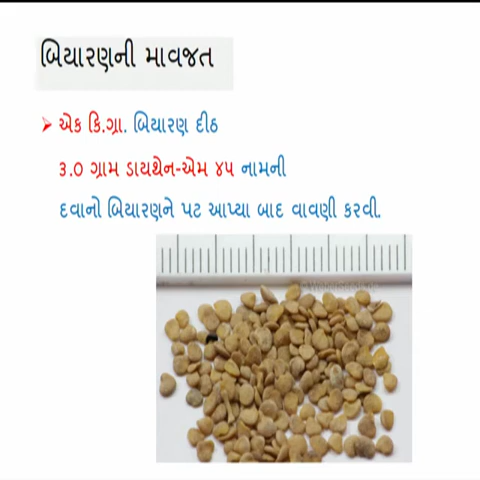 બિયારણની માવજત
➤ એક કિ.ગ્રા. બિયારણ દીઠ
૩.૦ ગ્રામ ડાયથેન-એમ ૪૫ નામની
દવાનો બિયારણને પટ આપ્યા બાદ વાવણી કરવી.